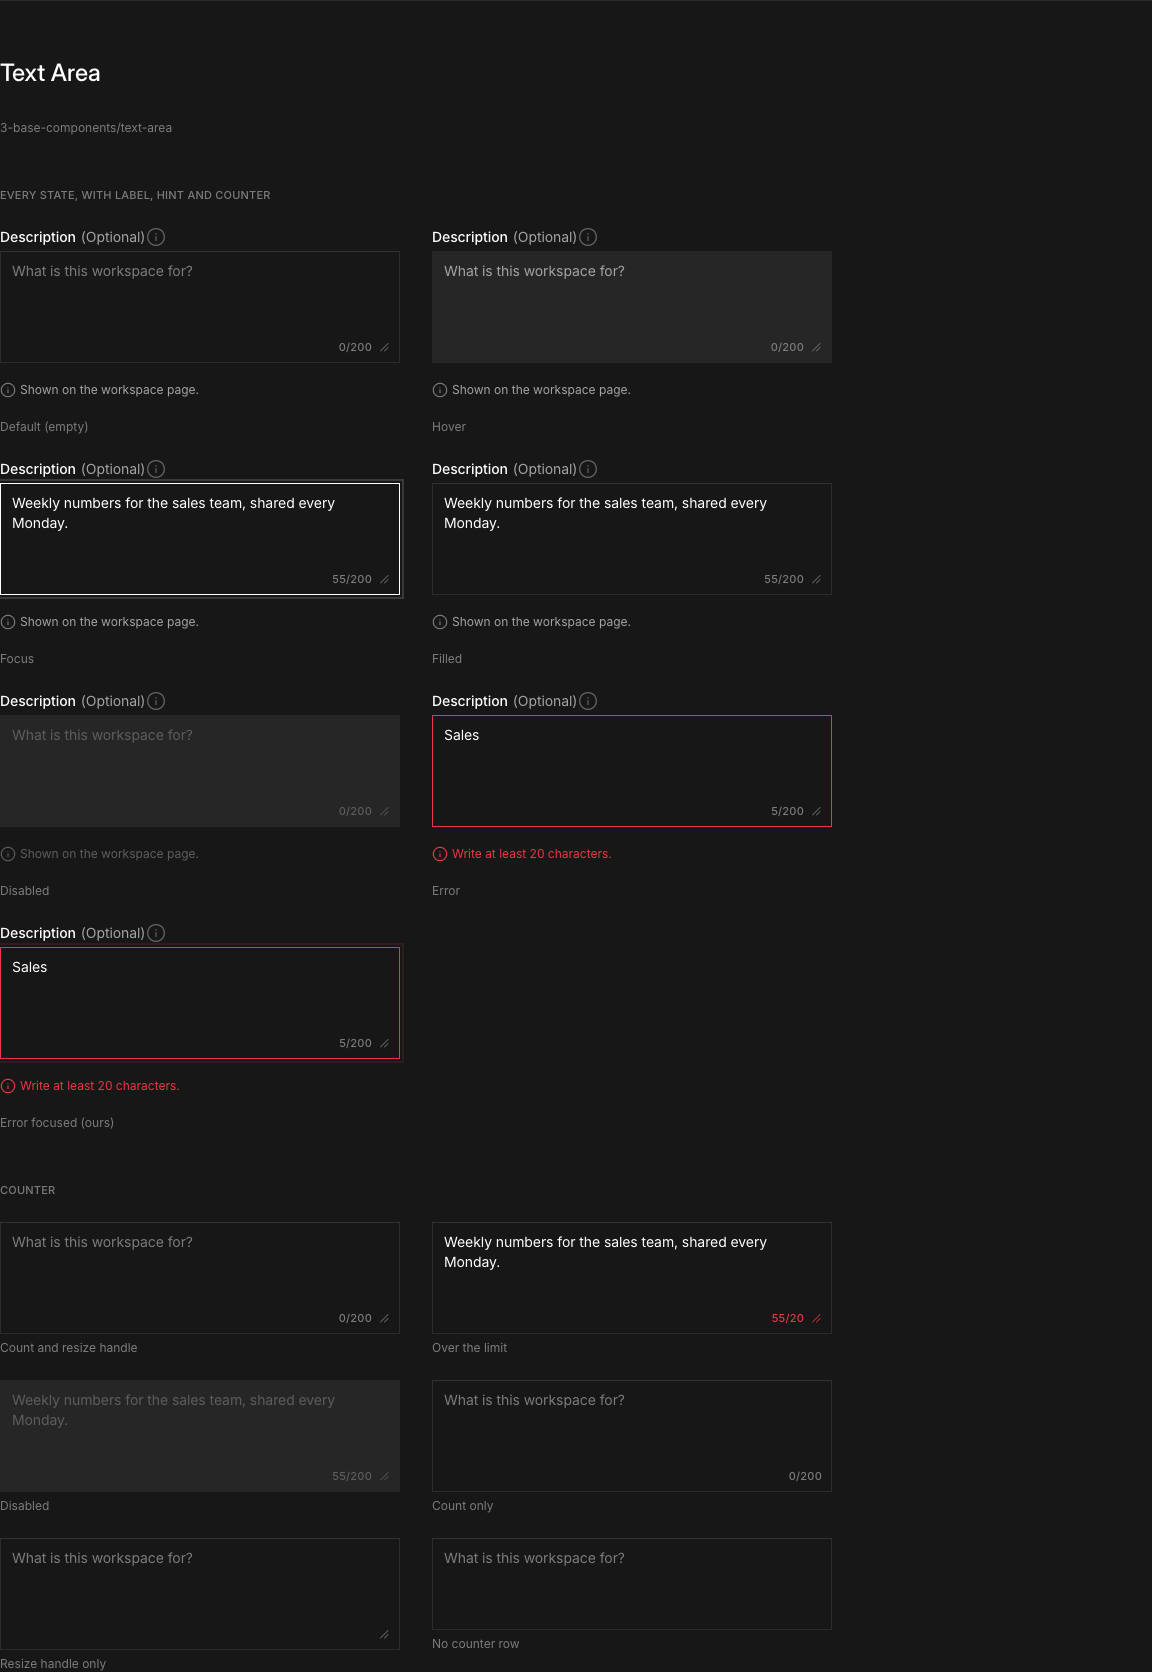 Text Area
3-base-components/text-area
EVERY STATE, WITH LABEL, HINT AND COUNTER
Description (Optional)
What is this workspace for?
0/200
Shown on the workspace page.
Default (empty)
Description (Optional)
What is this workspace for?
0/200
Shown on the workspace page.
Hover
Description (Optional)
Weekly numbers for the sales team, shared every
Monday.
55/200
Shown on the workspace page.
Focus
Description (Optional)
Weekly numbers for the sales team, shared every
Monday.
55/200
Shown on the workspace page.
Filled
Description (Optional)
What is this workspace for?
0/200
Shown on the workspace page.
Disabled
Description (Optional)
Sales
5/200
Write at least 20 characters.
Error
Description (Optional)
Sales
5/200
Write at least 20 characters.
Error focused (ours)
COUNTER
What is this workspace for?
0/200
Count and resize handle
Weekly numbers for the sales team, shared every
Monday.
55/20
Over the limit
Weekly numbers for the sales team, shared every
Monday.
55/200
Disabled
What is this workspace for?
0/200
Count only
What is this workspace for?
Resize handle only
What is this workspace for?
No counter row